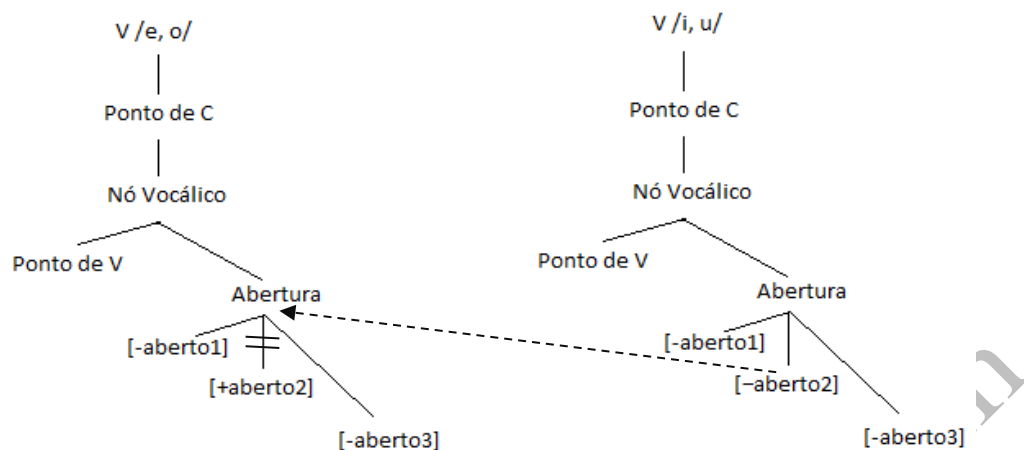 V /e, o/
Ponto de C
Nó Vocálico
Ponto de V
Abertura
[-aberto1]
[+aberto2]
[-aberto3]
V /i, u/
Ponto de C
Nó Vocálico
Ponto de V
Abertura
[-aberto1]
[–aberto2]
[-aberto3]